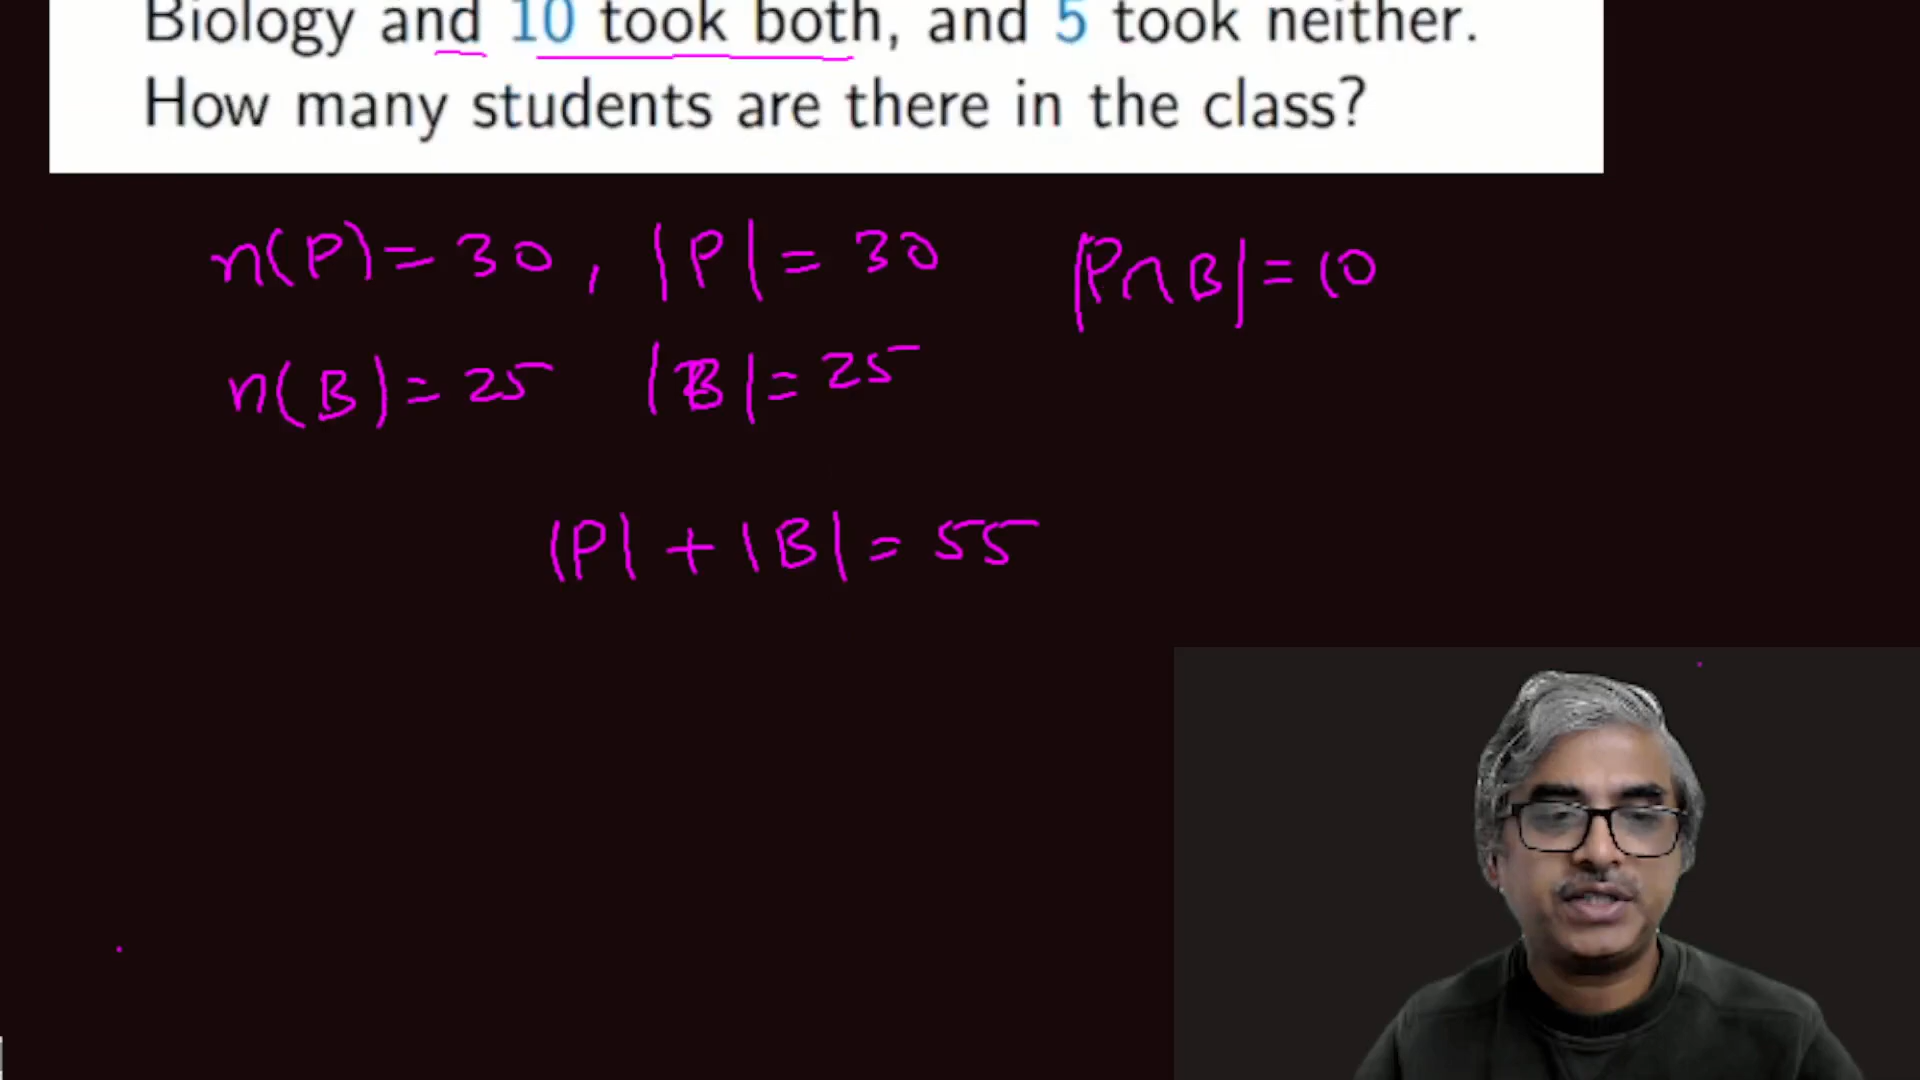 Biology and 10 took both, and 5 took neither.
How many students are there in the class?
n(P) = 30, |P| = 30 |P∩B| = 10
n(B) = 25 |B| = 25
|P| + |B| = 55